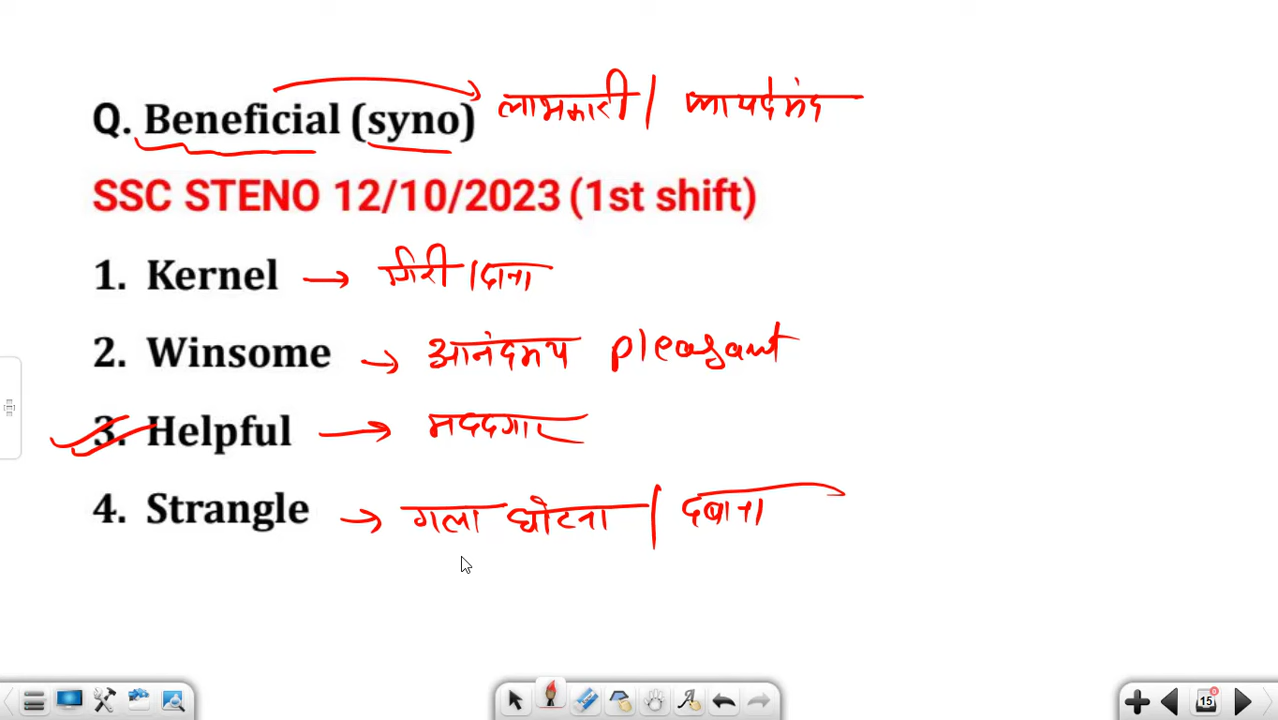 Q. Beneficial (syno) लाभकारी | फायदेमंद
SSC STENO 12/10/2023 (1st shift)
1. Kernel → गिरी | दाना
2. Winsome → आनंदमय pleasant
3. Helpful → मददगार
4. Strangle → गला घोटना | दबाना
15